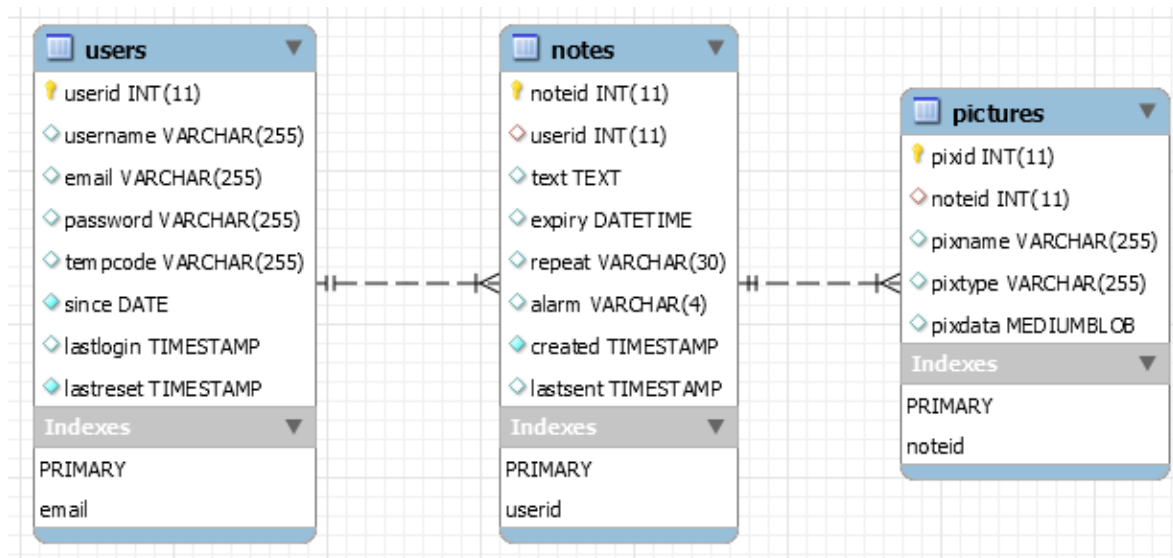 users
userid INT(11)
username VARCHAR(255)
email VARCHAR(255)
password VARCHAR(255)
tempcode VARCHAR(255)
since DATE
lastlogin TIMESTAMP
lastreset TIMESTAMP
Indexes
PRIMARY
email
notes
noteid INT(11)
userid INT(11)
text TEXT
expiry DATETIME
repeat VARCHAR(30)
alarm VARCHAR(4)
created TIMESTAMP
lastsent TIMESTAMP
Indexes
PRIMARY
userid
pictures
pixid INT(11)
noteid INT(11)
pixname VARCHAR(255)
pixtype VARCHAR(255)
pixdata MEDIUMBLOB
Indexes
PRIMARY
noteid